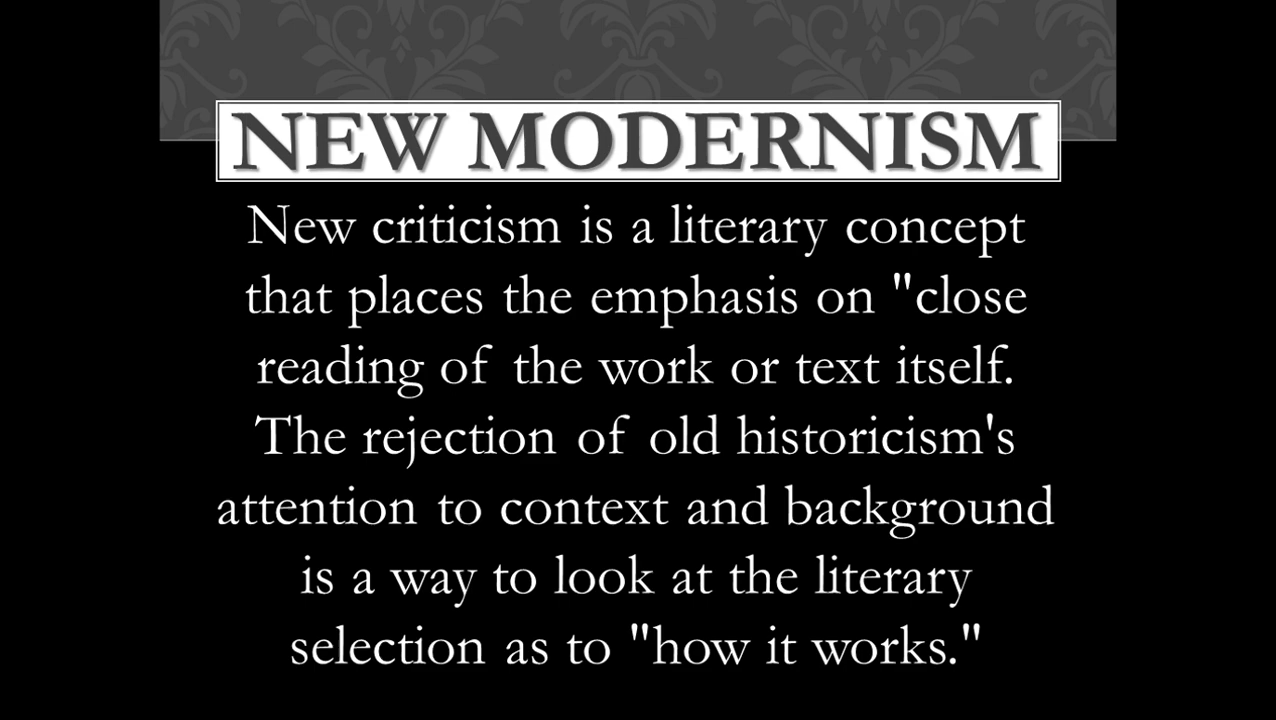 NEW MODERNISM
New criticism is a literary concept
that places the emphasis on "close
reading of the work or text itself.
The rejection of old historicism's
attention to context and background
is a way to look at the literary
selection as to "how it works."